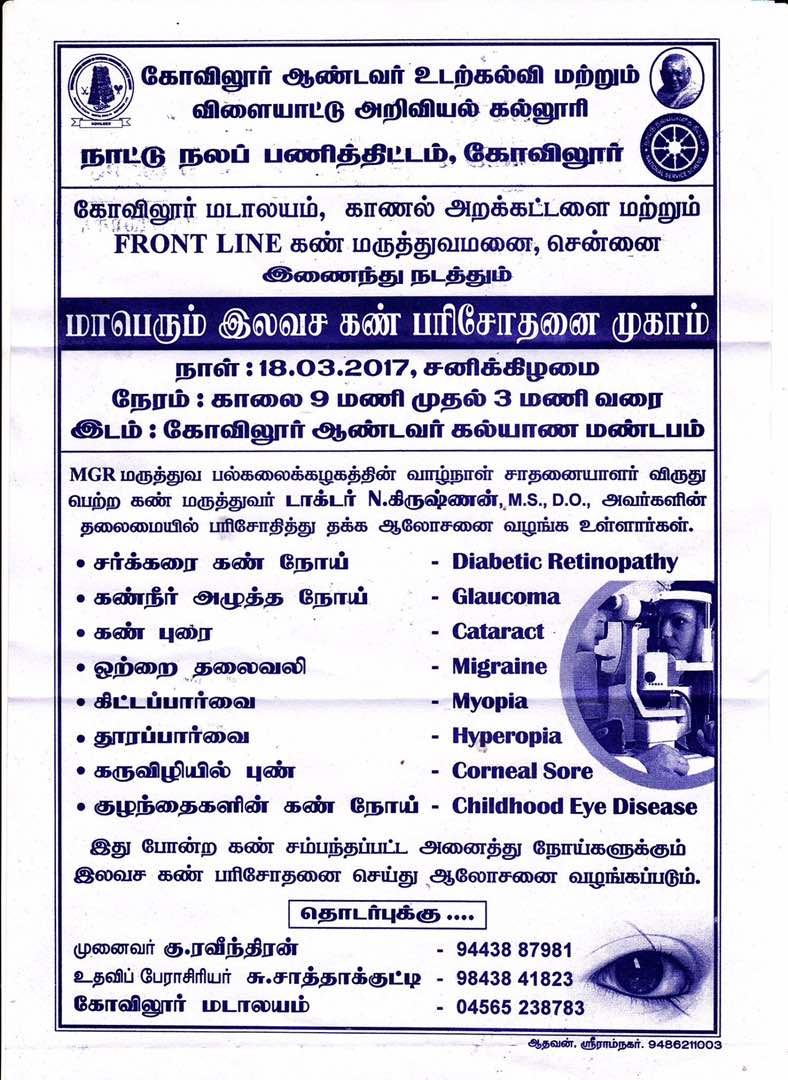 கோவிலூர் ஆண்டவர் உடற்கல்வி மற்றும்
விளையாட்டு அறிவியல் கல்லூரி
நாட்டு நலப் பணித்திட்டம், கோவிலூர்
கோவிலூர் மடாலயம், காணல் அறக்கட்டளை மற்றும்
FRONT LINE கண் மருத்துவமனை, சென்னை
இணைந்து நடத்தும்
மாபெரும் இலவச கண் பரிசோதனை முகாம்
நாள் : 18.03.2017, சனிக்கிழமை
நேரம் : காலை 9 மணி முதல் 3 மணி வரை
இடம் : கோவிலூர் ஆண்டவர் கல்யாண மண்டபம்
MGR மருத்துவ பல்கலைக்கழகத்தின் வாழ்நாள் சாதனையாளர் விருது
பெற்ற கண் மருத்துவர் டாக்டர் N.கிருஷ்ணன், M.S., D.O., அவர்களின்
தலைமையில் பரிசோதித்து தக்க ஆலோசனை வழங்க உள்ளார்கள்.
• சர்க்கரை கண் நோய் - Diabetic Retinopathy
• கண்நீர் அழுத்த நோய் - Glaucoma
• கண் புரை - Cataract
• ஒற்றை தலைவலி - Migraine
• கிட்டப்பார்வை - Myopia
• தூரப்பார்வை - Hyperopia
• கருவிழியில் புண் - Corneal Sore
• குழந்தைகளின் கண் நோய் - Childhood Eye Disease
இது போன்ற கண் சம்பந்தப்பட்ட அனைத்து நோய்களுக்கும்
இலவச கண் பரிசோதனை செய்து ஆலோசனை வழங்கப்படும்.
தொடர்புக்கு ....
முனைவர் கு.ரவீந்திரன் - 94438 87981
உதவிப் பேராசிரியர் சு.சாத்தாக்குட்டி - 98438 41823
கோவிலூர் மடாலயம் - 04565 238783
ஆதவன், ஸ்ரீராம்நகர். 9486211003